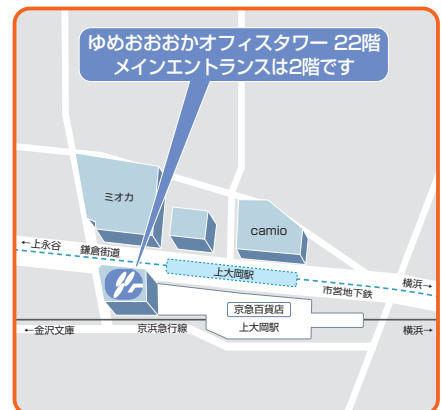 ゆめおおおかオフィスタワー 22階
メインエントランスは2階です
ミオカ
camio
←上永谷
鎌倉街道
上大岡駅
横浜→
市営地下鉄
京急百貨店
上大岡駅
←金沢文庫
京浜急行線
横浜→